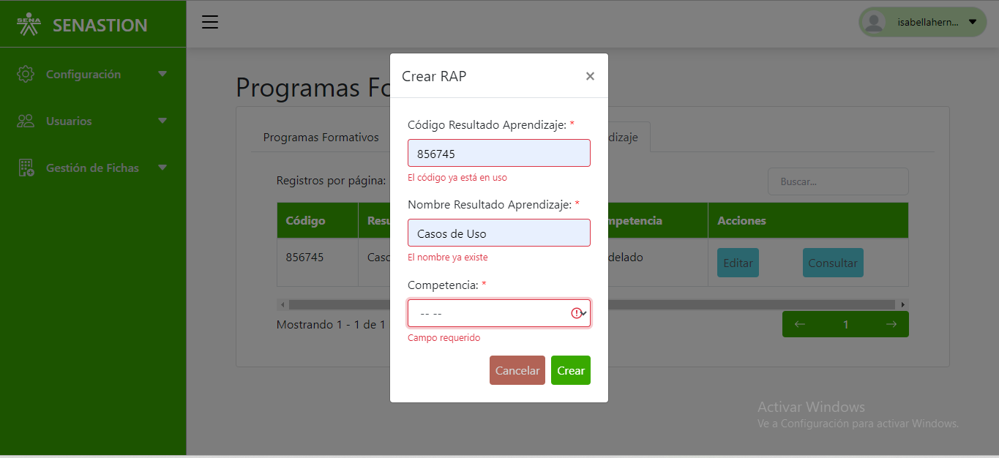 SENA
SENASTION
isabellahern...
Configuración
Usuarios
Gestión de Fichas
Programas Fo
Programas Formativos
dizaje
Registros por página:
Buscar...
Código
Resu
mpetencia
Acciones
856745
Caso
delado
Editar
Consultar
Mostrando 1 - 1 de 1
1
Crear RAP
×
Código Resultado Aprendizaje: *
856745
El código ya está en uso
Nombre Resultado Aprendizaje: *
Casos de Uso
El nombre ya existe
Competencia: *
-- --
Campo requerido
Cancelar
Crear
Activar Windows
Ve a Configuración para activar Windows.